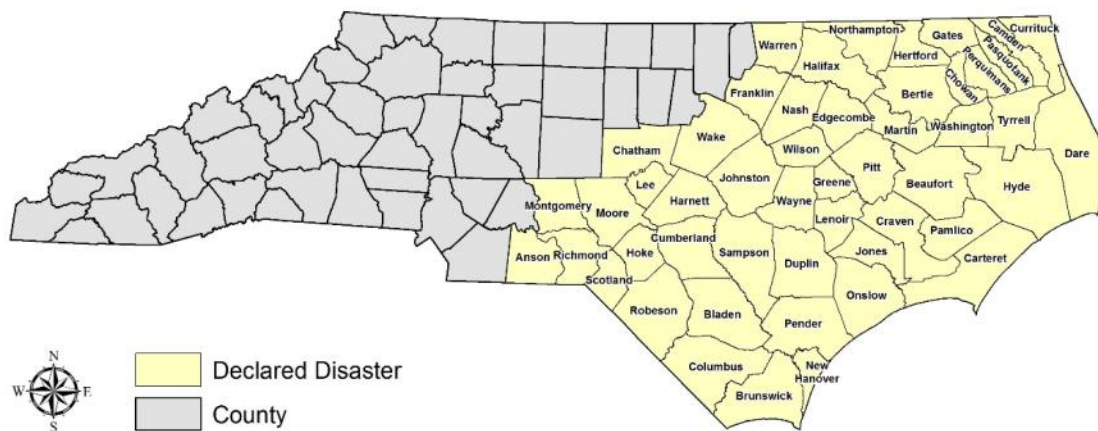 Northampton
Gates
Camden
Currituck
Warren
Hertford
Pasquotank
Perquimans
Halifax
Chowan
Franklin
Bertie
Nash
Edgecombe
Martin
Washington
Tyrrell
Wake
Chatham
Wilson
Dare
Johnston
Greene
Pitt
Lee
Beaufort
Hyde
Montgomery
Moore
Harnett
Wayne
Lenoir
Craven
Pamlico
Cumberland
Anson
Richmond
Hoke
Sampson
Duplin
Jones
Carteret
Scotland
Onslow
Robeson
Bladen
Pender
Columbus
New
Hanover
Brunswick
N
W
E
S
Declared Disaster
County